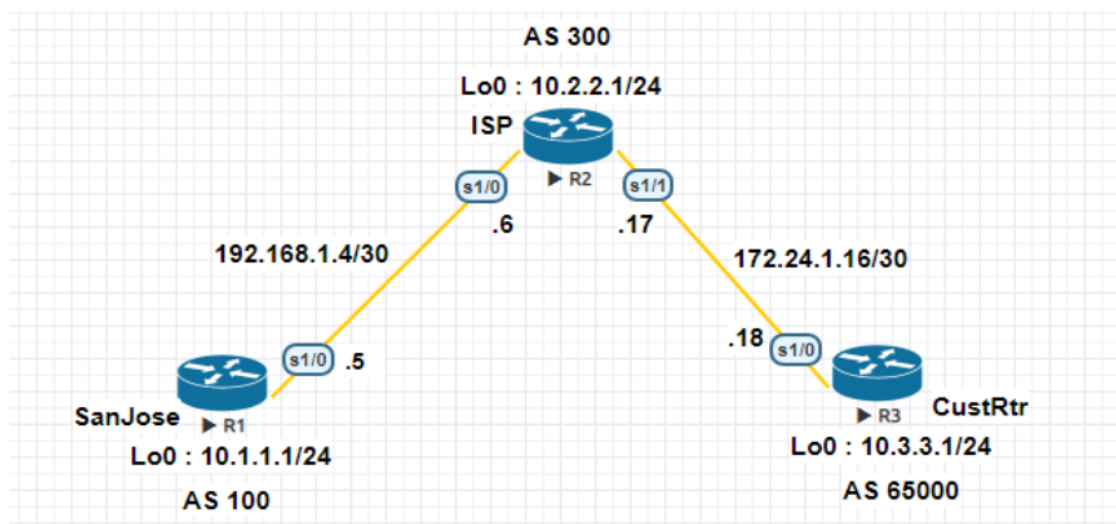 AS 300
Lo0 : 10.2.2.1/24
ISP
R2
s1/0
s1/1
.6
.17
192.168.1.4/30
172.24.1.16/30
.18
s1/0
s1/0
.5
SanJose
R1
CustRtr
R3
Lo0 : 10.1.1.1/24
Lo0 : 10.3.3.1/24
AS 100
AS 65000